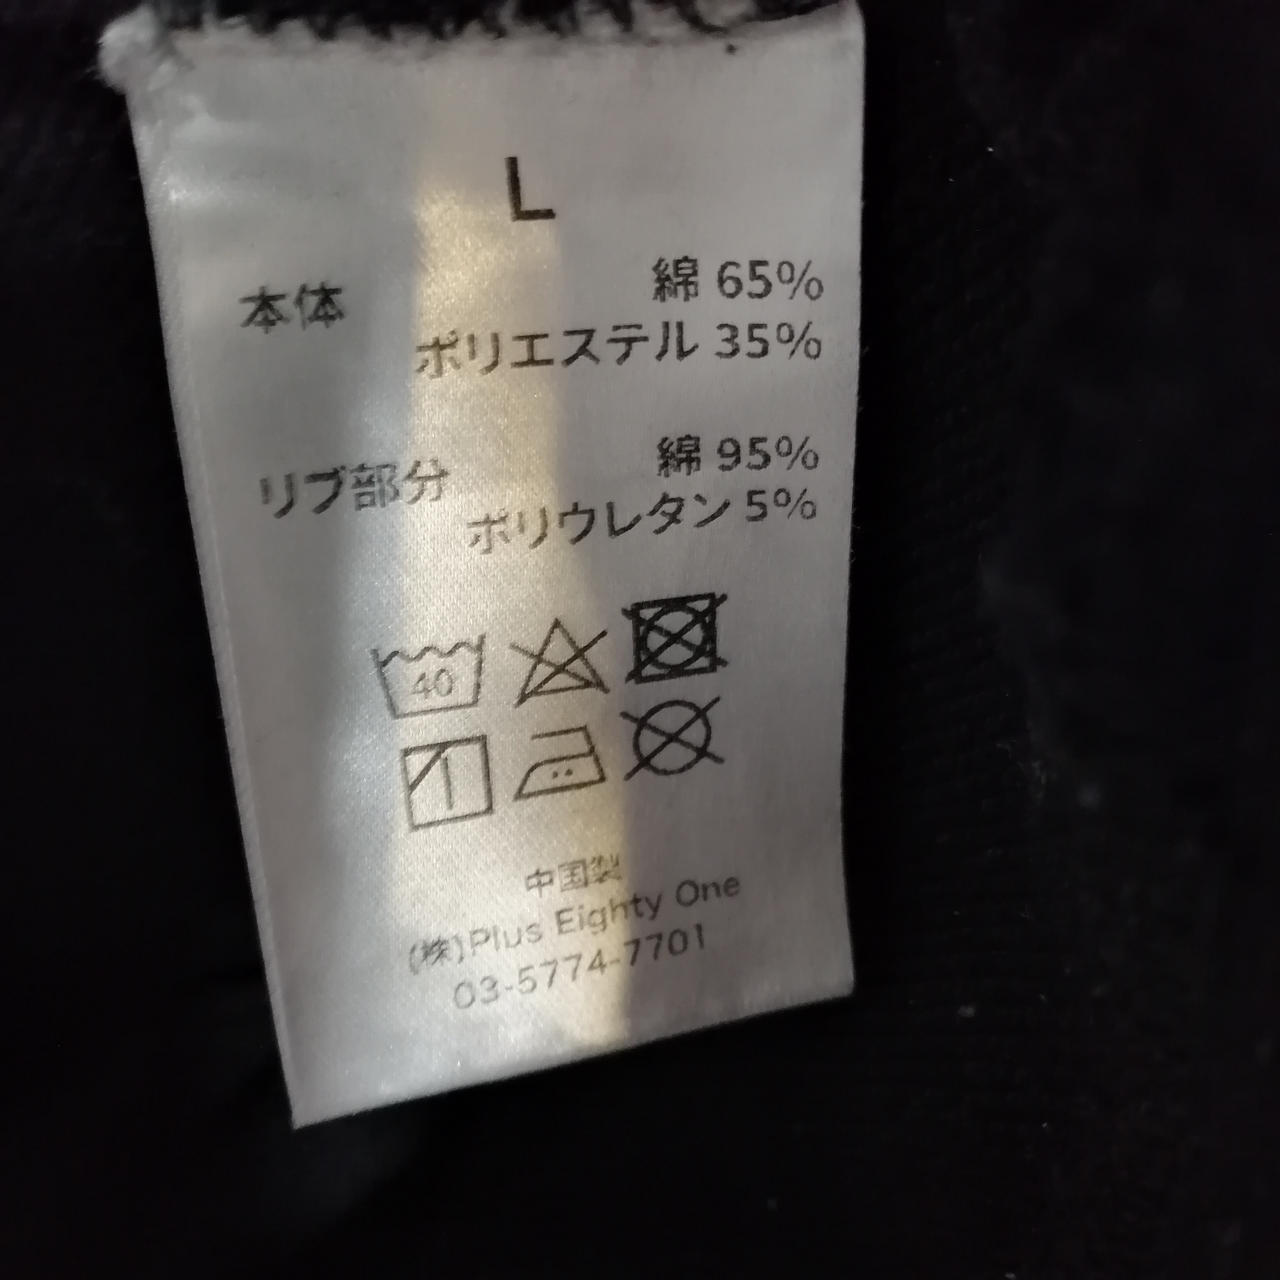 L
本体 綿 65%
ポリエステル 35%
リブ部分 綿 95%
ポリウレタン 5%
40
中国製
(株)Plus Eighty One
03-5774-7701